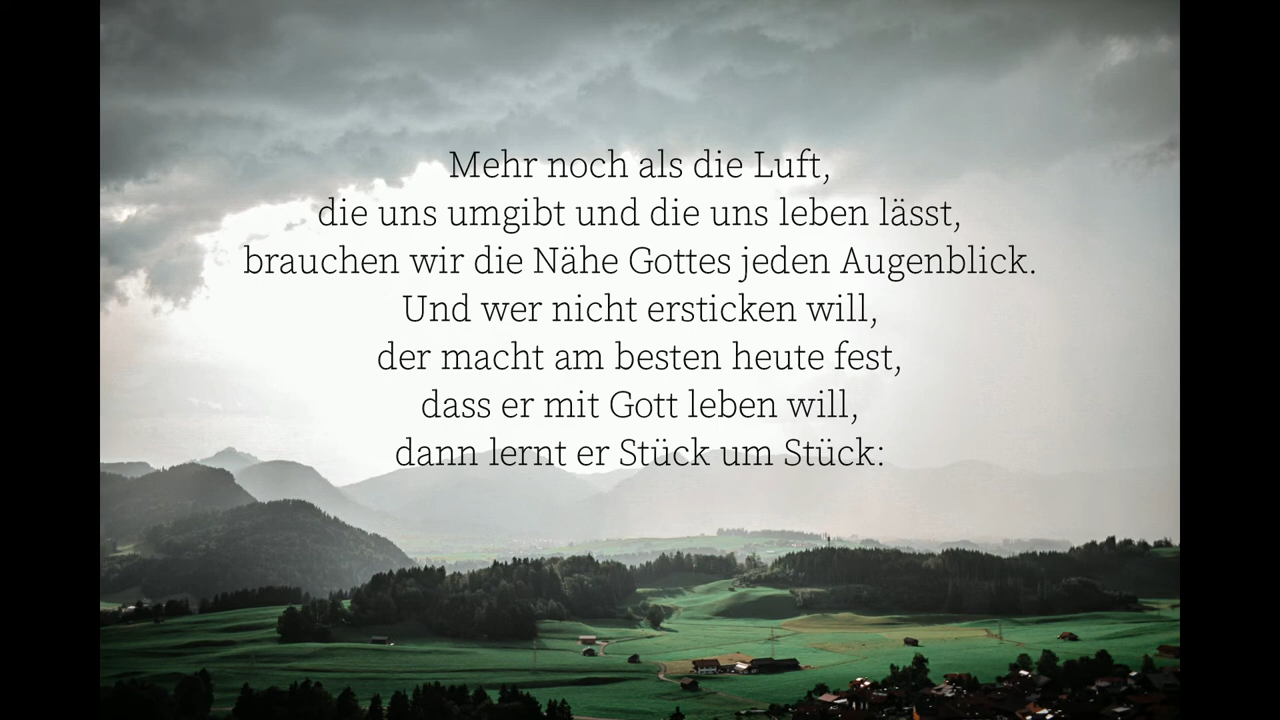 Mehr noch als die Luft,
die uns umgibt und die uns leben lässt,
brauchen wir die Nähe Gottes jeden Augenblick.
Und wer nicht ersticken will,
der macht am besten heute fest,
dass er mit Gott leben will,
dann lernt er Stück um Stück: